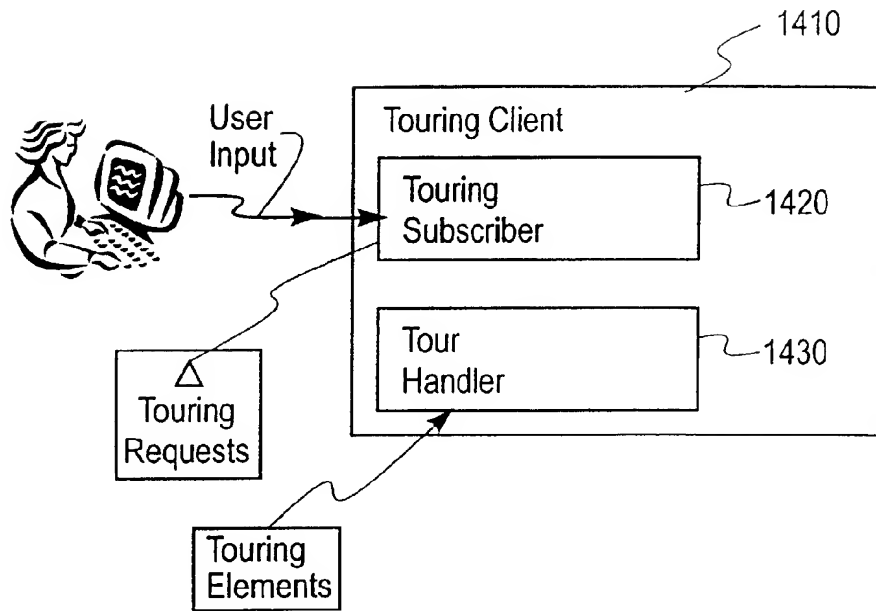 1410
User
Input
Touring Client
Touring
Subscriber
1420
Tour
Handler
1430
Touring
Requests
Touring
Elements